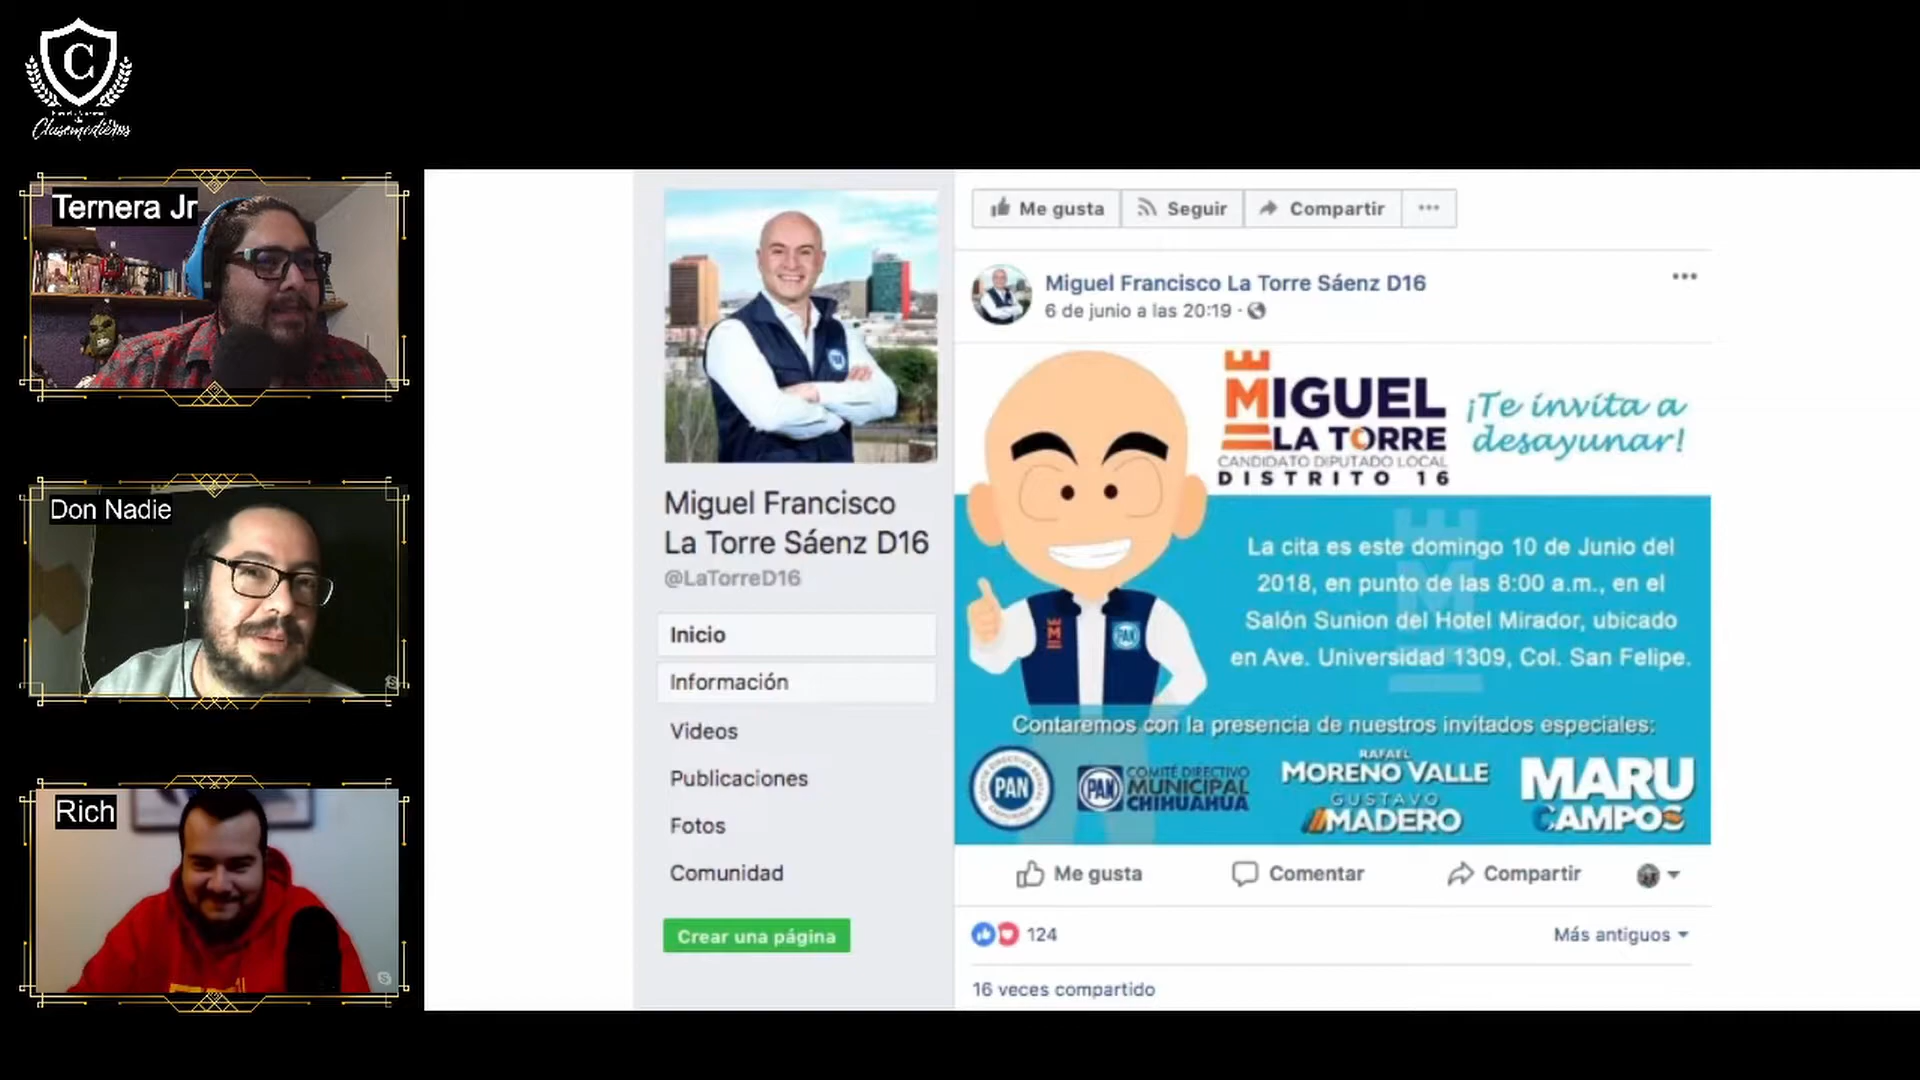 C
Clasemedieros
Ternera Jr
Don Nadie
Rich
Miguel Francisco
La Torre Sáenz D16
@LaTorreD16
Inicio
Información
Videos
Publicaciones
Fotos
Comunidad
Crear una página
Me gusta
Seguir
Compartir
Miguel Francisco La Torre Sáenz D16
6 de junio a las 20:19
MIGUEL
LA TORRE
CANDIDATO DIPUTADO LOCAL
DISTRITO 16
¡Te invita a
desayunar!
La cita es este domingo 10 de Junio del
2018, en punto de las 8:00 a.m., en el
Salón Sunion del Hotel Mirador, ubicado
en Ave. Universidad 1309, Col. San Felipe.
M
PAN
Contaremos con la presencia de nuestros invitados especiales:
PAN
PAN
COMITÉ DIRECTIVO
MUNICIPAL
CHIHUAHUA
RAFAEL
MORENO VALLE
GUSTAVO
MADERO
MARU
CAMPOS
Me gusta
Comentar
Compartir
124
Más antiguos
16 veces compartido